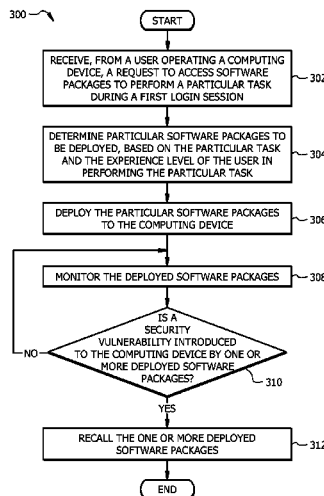 300
START
RECEIVE, FROM A USER OPERATING A COMPUTING
DEVICE, A REQUEST TO ACCESS SOFTWARE
PACKAGES TO PERFORM A PARTICULAR TASK
DURING A FIRST LOGIN SESSION
302
DETERMINE PARTICULAR SOFTWARE PACKAGES TO
BE DEPLOYED, BASED ON THE PARTICULAR TASK
AND THE EXPERIENCE LEVEL OF THE USER IN
PERFORMING THE PARTICULAR TASK
304
DEPLOY THE PARTICULAR SOFTWARE PACKAGES
TO THE COMPUTING DEVICE
306
MONITOR THE DEPLOYED SOFTWARE PACKAGES
308
IS A
SECURITY
VULNERABILITY INTRODUCED
TO THE COMPUTING DEVICE BY ONE OR
MORE DEPLOYED SOFTWARE
PACKAGES?
NO
310
YES
RECALL THE ONE OR MORE DEPLOYED
SOFTWARE PACKAGES
312
END